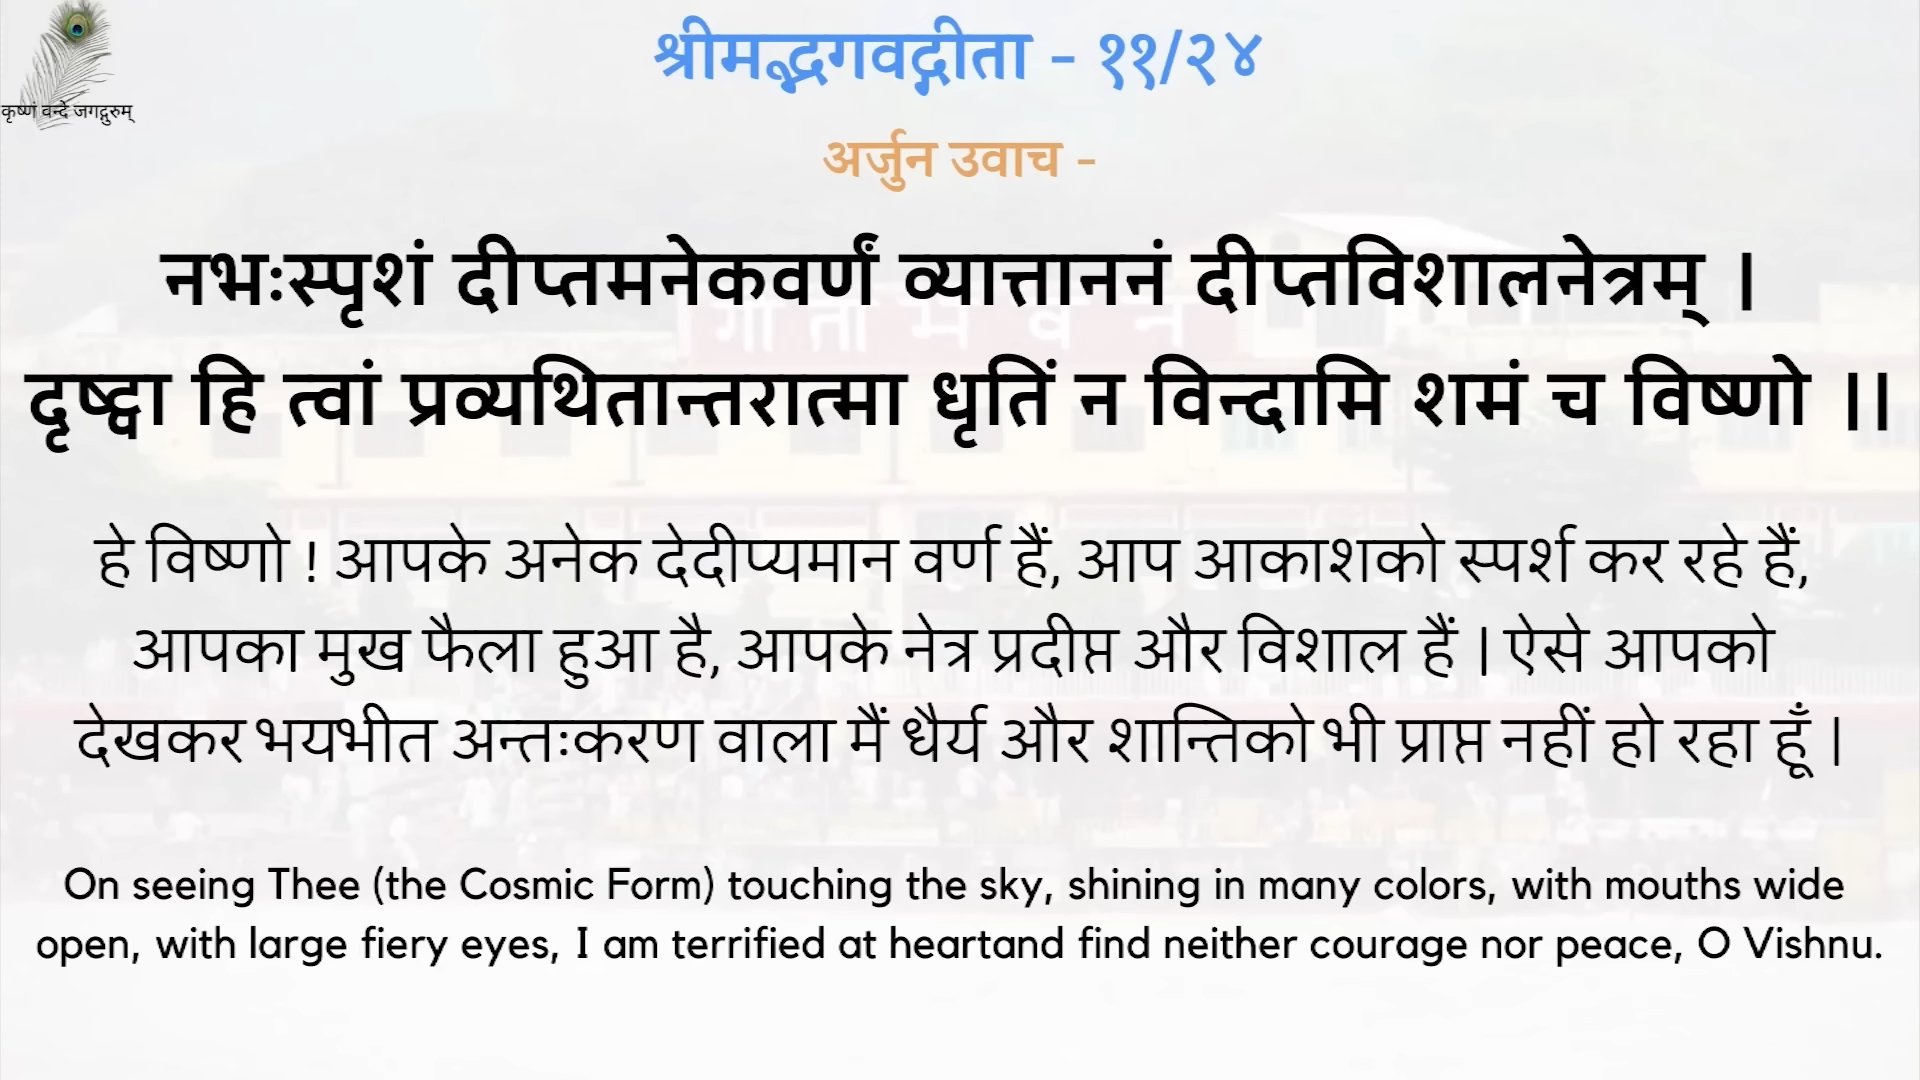 श्रीमद्भगवद्गीता - ११/२४
कृष्णं वन्दे जगद्गुरुम्
अर्जुन उवाच -
नभःस्पृशं दीप्तमनेकवर्णं व्यात्ताननं दीप्तविशालनेत्रम् ।
गीता भवन
दृष्ट्वा हि त्वां प्रव्यथितान्तरात्मा धृतिं न विन्दामि शमं च विष्णो ।।
हे विष्णो ! आपके अनेक देदीप्यमान वर्ण हैं, आप आकाशको स्पर्श कर रहे हैं,
आपका मुख फैला हुआ है, आपके नेत्र प्रदीप्त और विशाल हैं | ऐसे आपको
देखकर भयभीत अन्तःकरण वाला मैं धैर्य और शान्तिको भी प्राप्त नहीं हो रहा हूँ |
On seeing Thee (the Cosmic Form) touching the sky, shining in many colors, with mouths wide
open, with large fiery eyes, I am terrified at heartand find neither courage nor peace, O Vishnu.